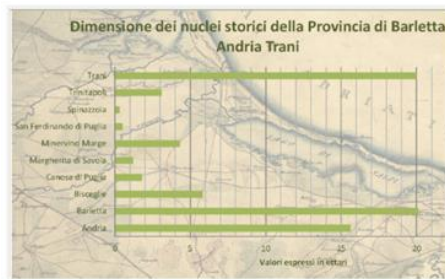 Dimensione dei nuclei storici della Provincia di Barletta
Andria Trani
Trani
Trinitapoli
Spinazzola
San Ferdinando di Puglia
Minervino Murge
Margherita di Savoia
Canosa di Puglia
Bisceglie
Barletta
Andria
0
5
10
15
20
Valori espressi in ettari